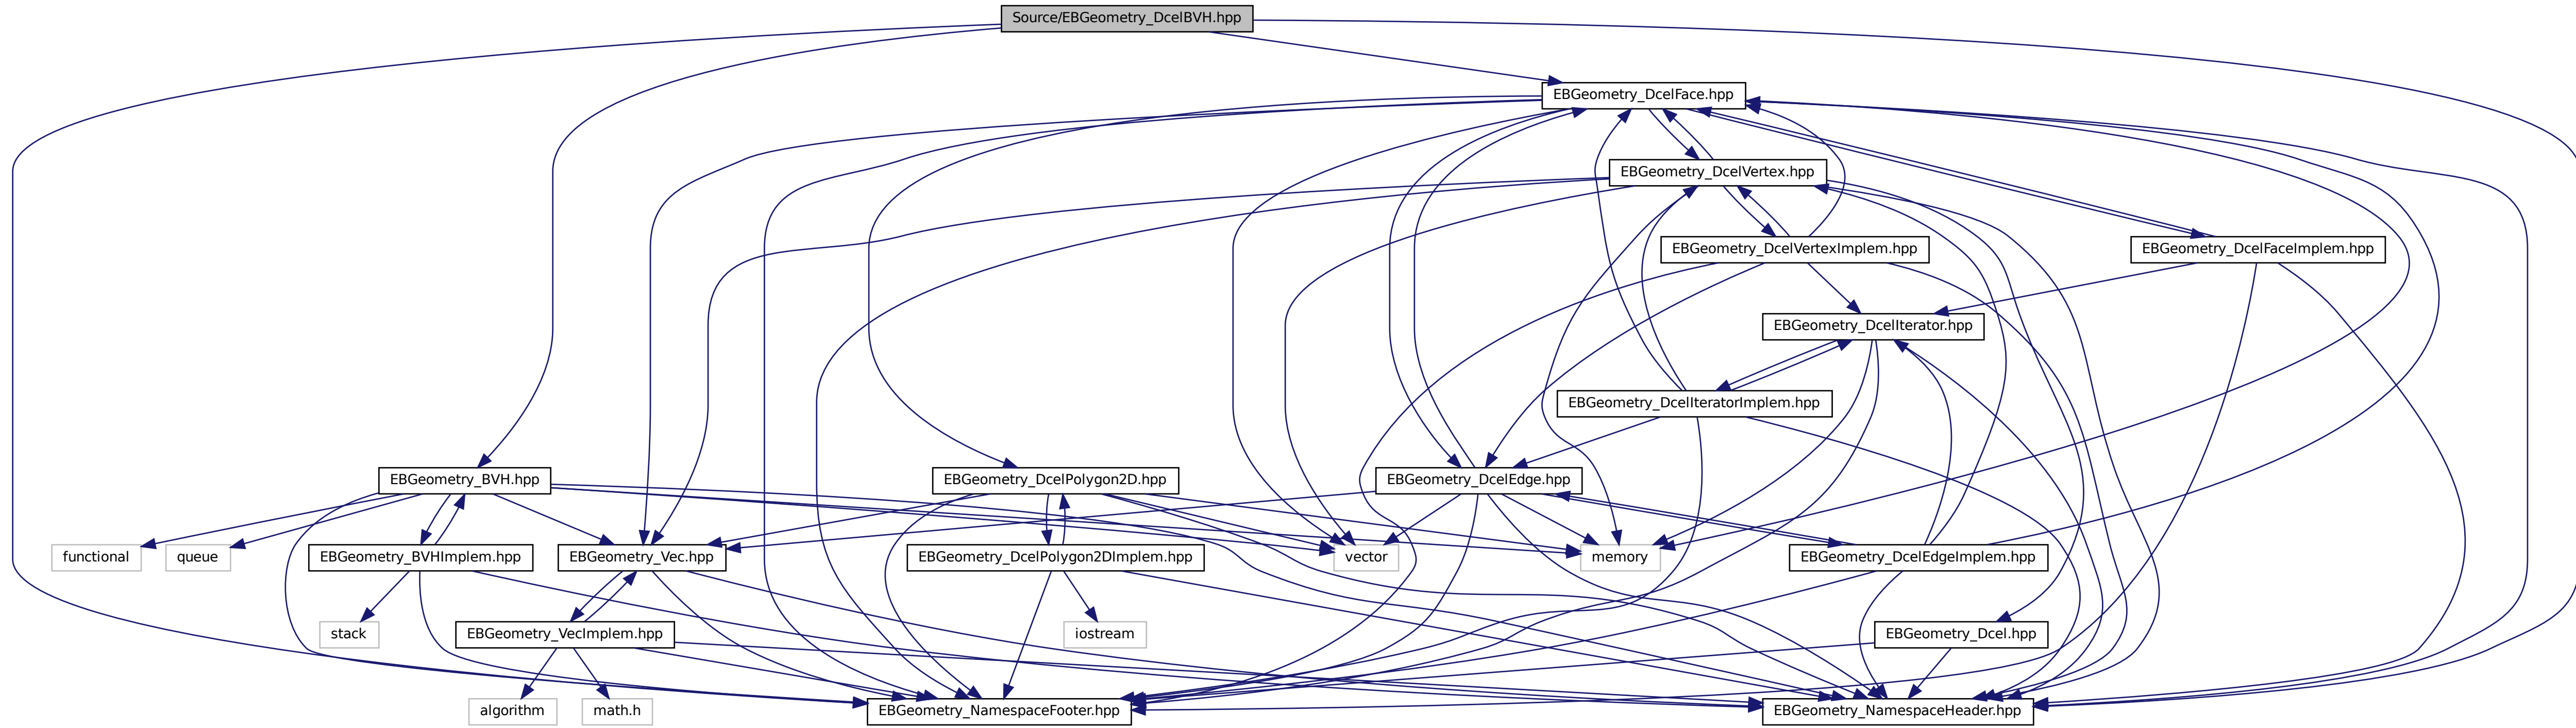 Source/EBGeometry_DcelBVH.hpp
EBGeometry_DcelFace.hpp
EBGeometry_DcelVertex.hpp
EBGeometry_DcelVertexImplem.hpp
EBGeometry_DcelFaceImplem.hpp
EBGeometry_DcelIterator.hpp
EBGeometry_DcelIteratorImplem.hpp
EBGeometry_BVH.hpp
EBGeometry_DcelPolygon2D.hpp
EBGeometry_DcelEdge.hpp
functional
queue
EBGeometry_BVHImplem.hpp
EBGeometry_Vec.hpp
EBGeometry_DcelPolygon2DImplem.hpp
vector
memory
EBGeometry_DcelEdgeImplem.hpp
stack
EBGeometry_VecImplem.hpp
iostream
EBGeometry_Dcel.hpp
algorithm
math.h
EBGeometry_NamespaceFooter.hpp
EBGeometry_NamespaceHeader.hpp